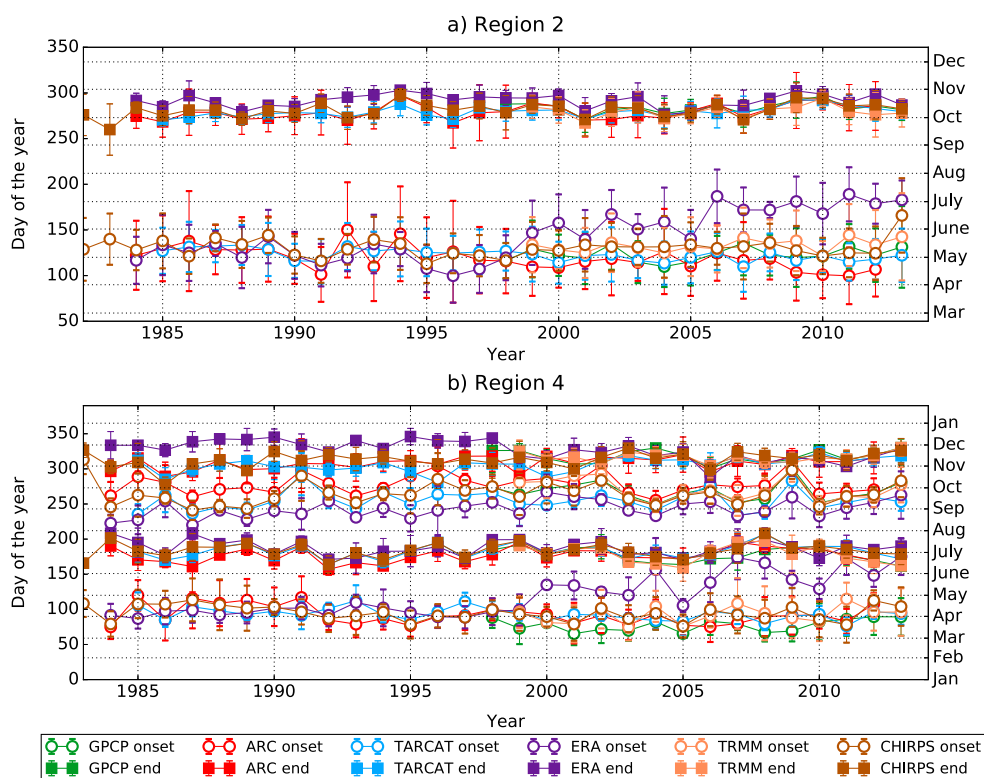 a) Region 2
350
300
250
200
150
100
50
Day of the year
Dec
Nov
Oct
Sep
Aug
July
June
May
Apr
Mar
1985 1990 1995 2000 2005 2010
Year
b) Region 4
350
300
250
200
150
100
50
0
Day of the year
Jan
Dec
Nov
Oct
Sep
Aug
July
June
May
Apr
Mar
Feb
Jan
1985 1990 1995 2000 2005 2010
Year
GPCP onset ARC onset TARCAT onset ERA onset TRMM onset CHIRPS onset
GPCP end ARC end TARCAT end ERA end TRMM end CHIRPS end